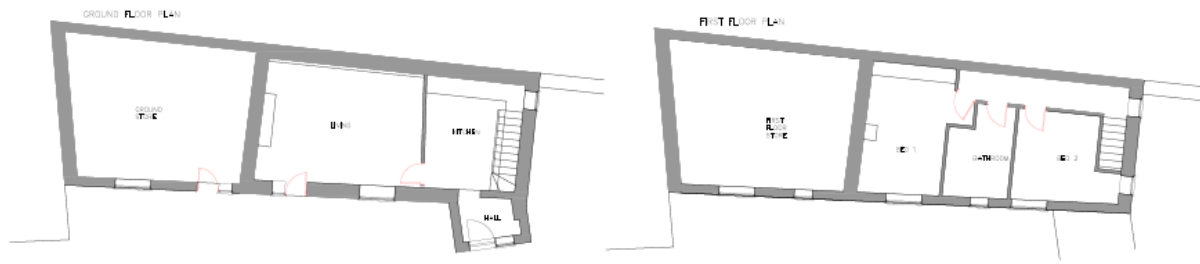 GROUND FLOOR PLAN
GROUND
STORE
LIVING
KITCHEN
HALL
FIRST FLOOR PLAN
FIRST
FLOOR
STORE
BED 1
BATHROOM
BED 2